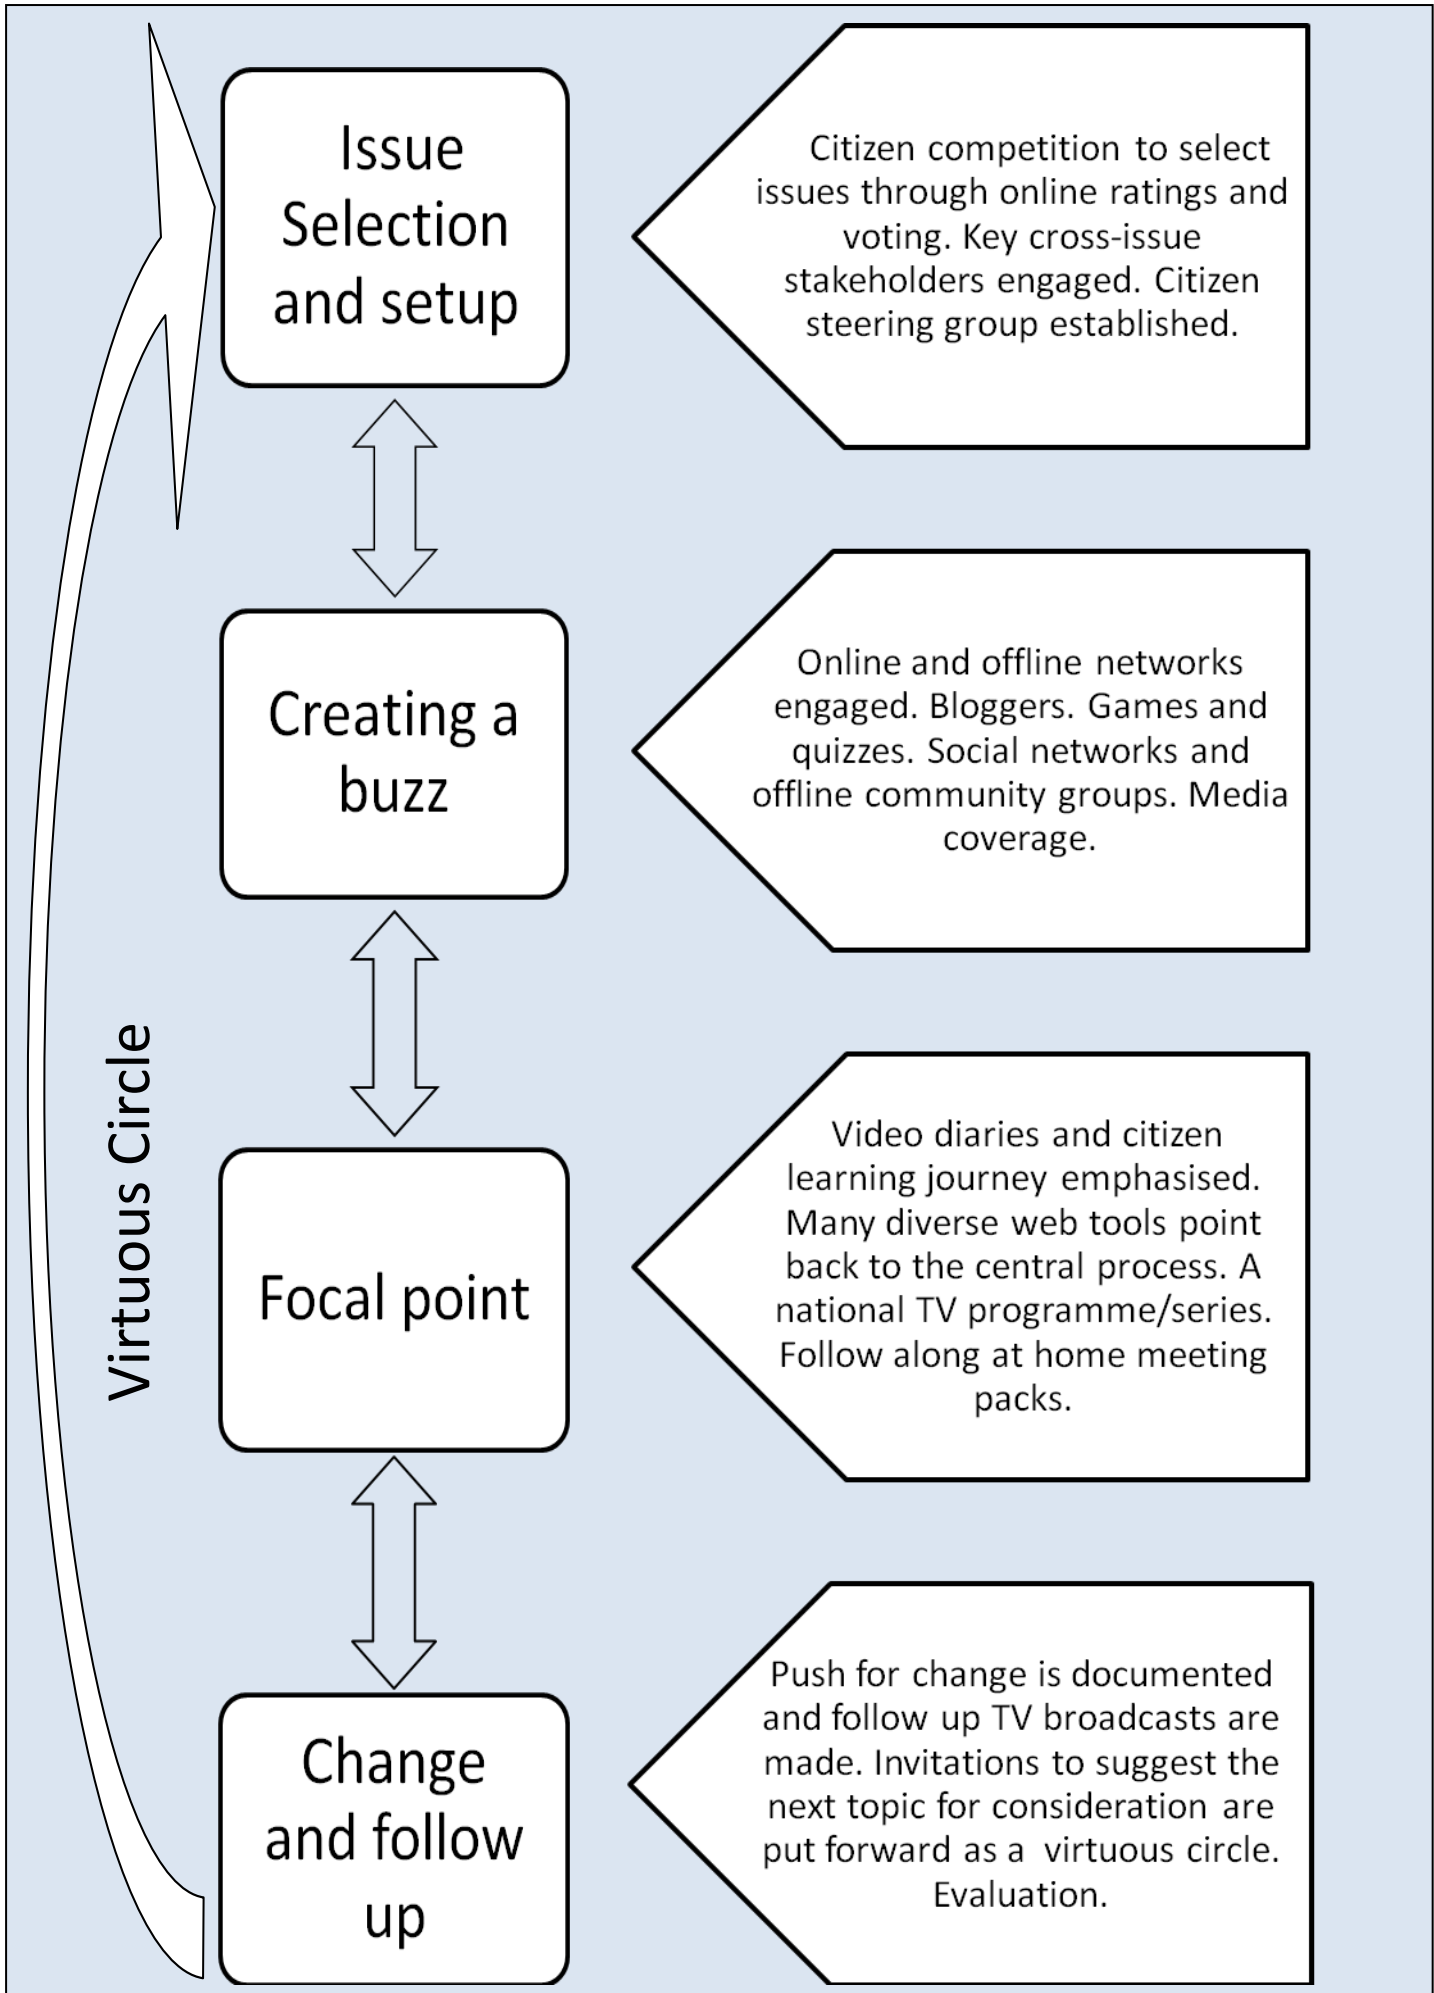 Issue
Selection
and setup
Citizen competition to select
issues through online ratings and
voting. Key cross-issue
stakeholders engaged. Citizen
steering group established.
Creating a
buzz
Online and offline networks
engaged. Bloggers. Games and
quizzes. Social networks and
offline community groups. Media
coverage.
Virtuous Circle
Focal point
Video diaries and citizen
learning journey emphasised.
Many diverse web tools point
back to the central process. A
national TV programme/series.
Follow along at home meeting
packs.
Change
and follow
up
Push for change is documented
and follow up TV broadcasts are
made. Invitations to suggest the
next topic for consideration are
put forward as a virtuous circle.
Evaluation.